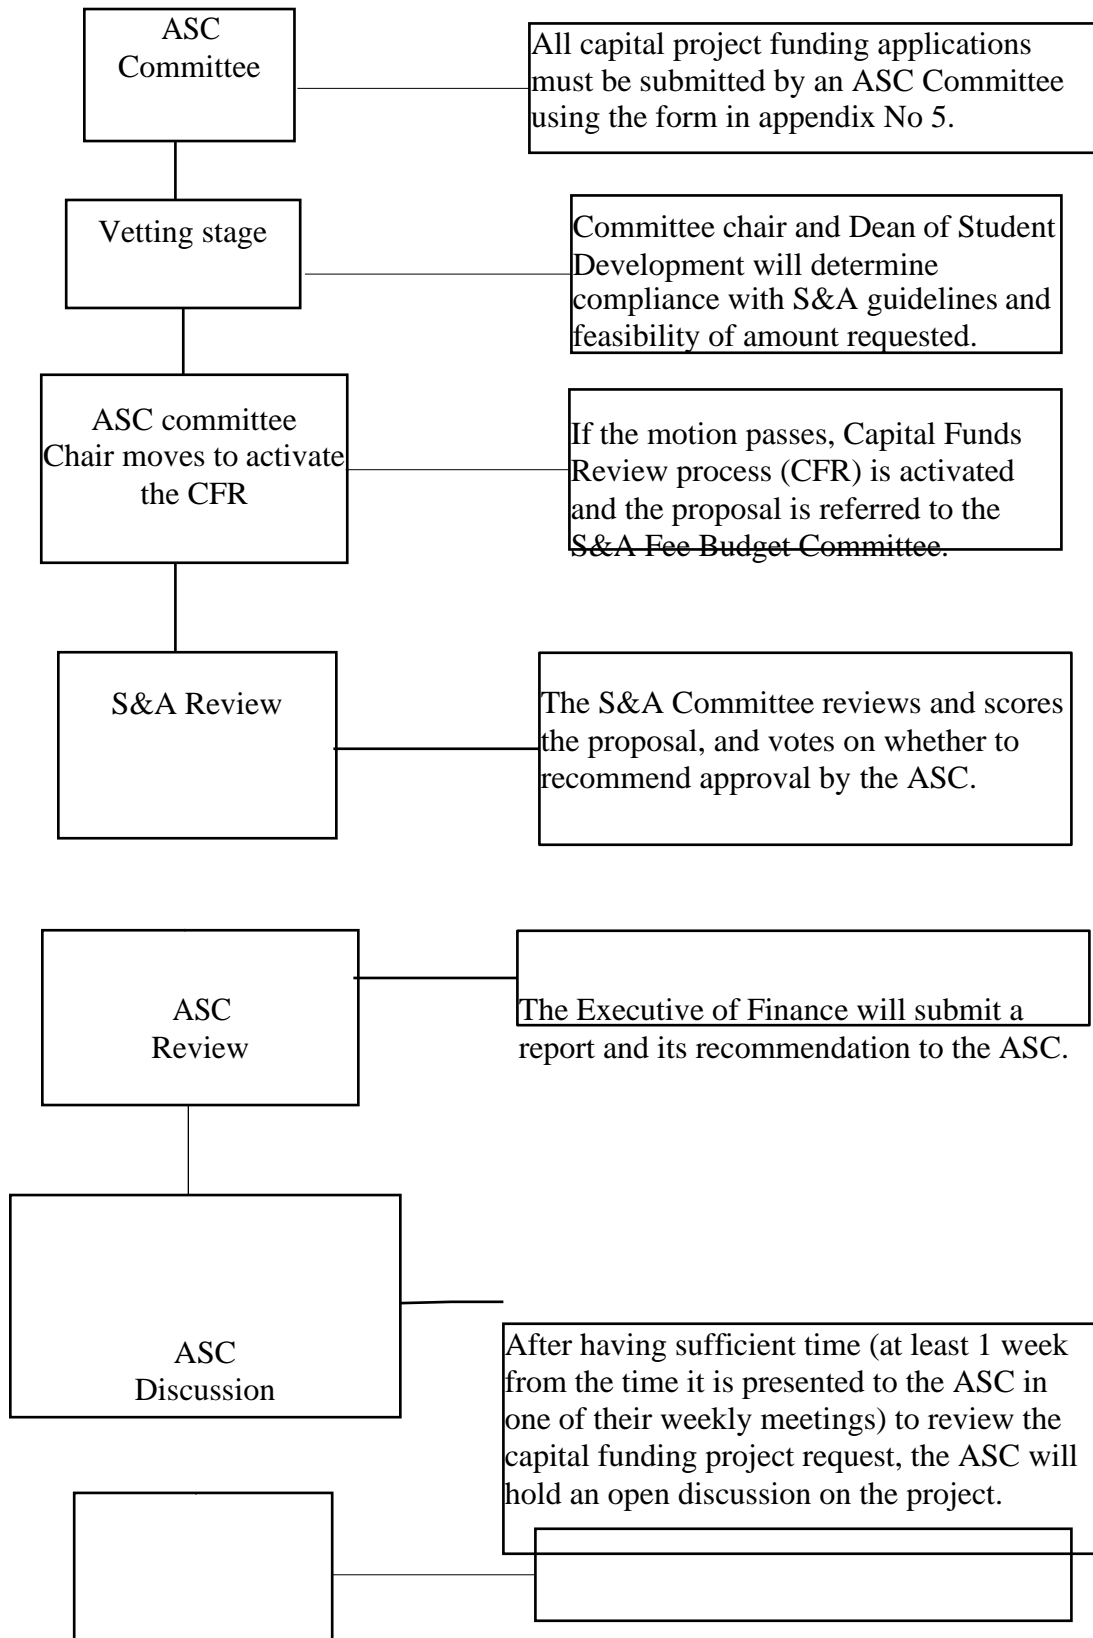 ASC
Committee
All capital project funding applications
must be submitted by an ASC Committee
using the form in appendix No 5.
Vetting stage
Committee chair and Dean of Student
Development will determine
compliance with S&A guidelines and
feasibility of amount requested.
ASC committee
Chair moves to activate
the CFR
If the motion passes, Capital Funds
Review process (CFR) is activated
and the proposal is referred to the
S&A Fee Budget Committee.
S&A Review
The S&A Committee reviews and scores
the proposal, and votes on whether to
recommend approval by the ASC.
ASC
Review
The Executive of Finance will submit a
report and its recommendation to the ASC.
ASC
Discussion
After having sufficient time (at least 1 week
from the time it is presented to the ASC in
one of their weekly meetings) to review the
capital funding project request, the ASC will
hold an open discussion on the project.